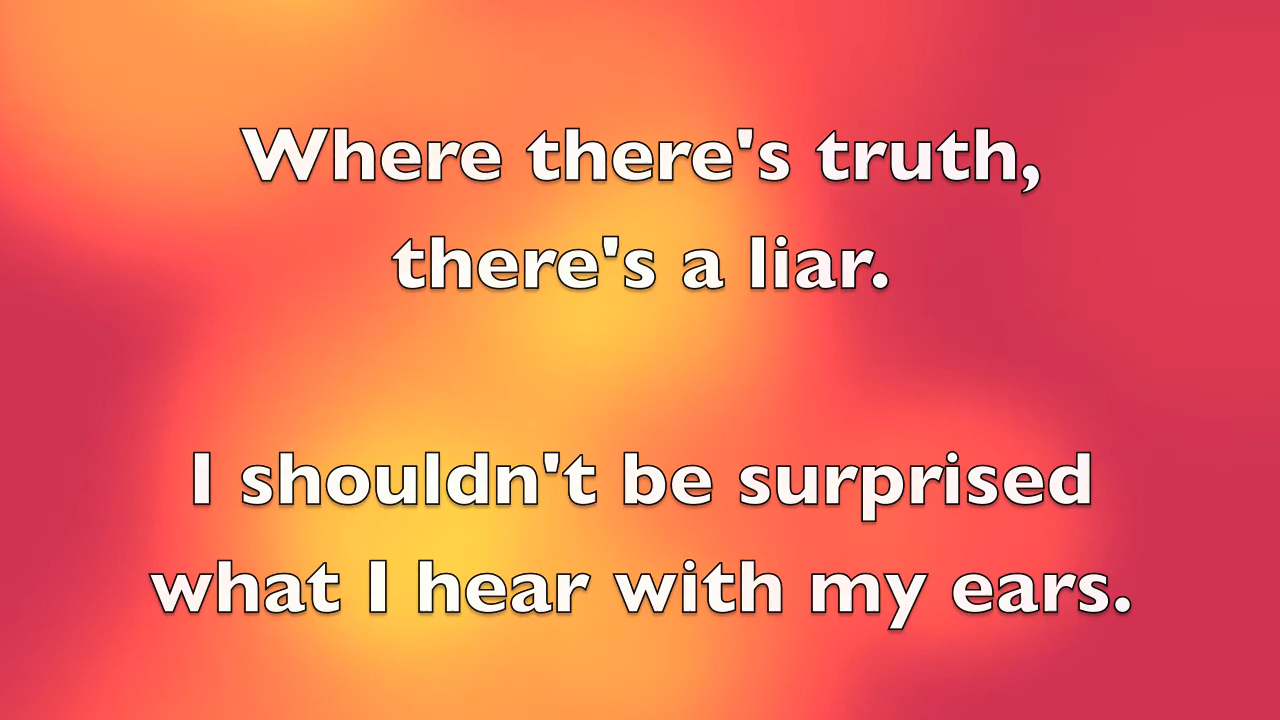 Where there's truth,
there's a liar.
I shouldn't be surprised
what I hear with my ears.